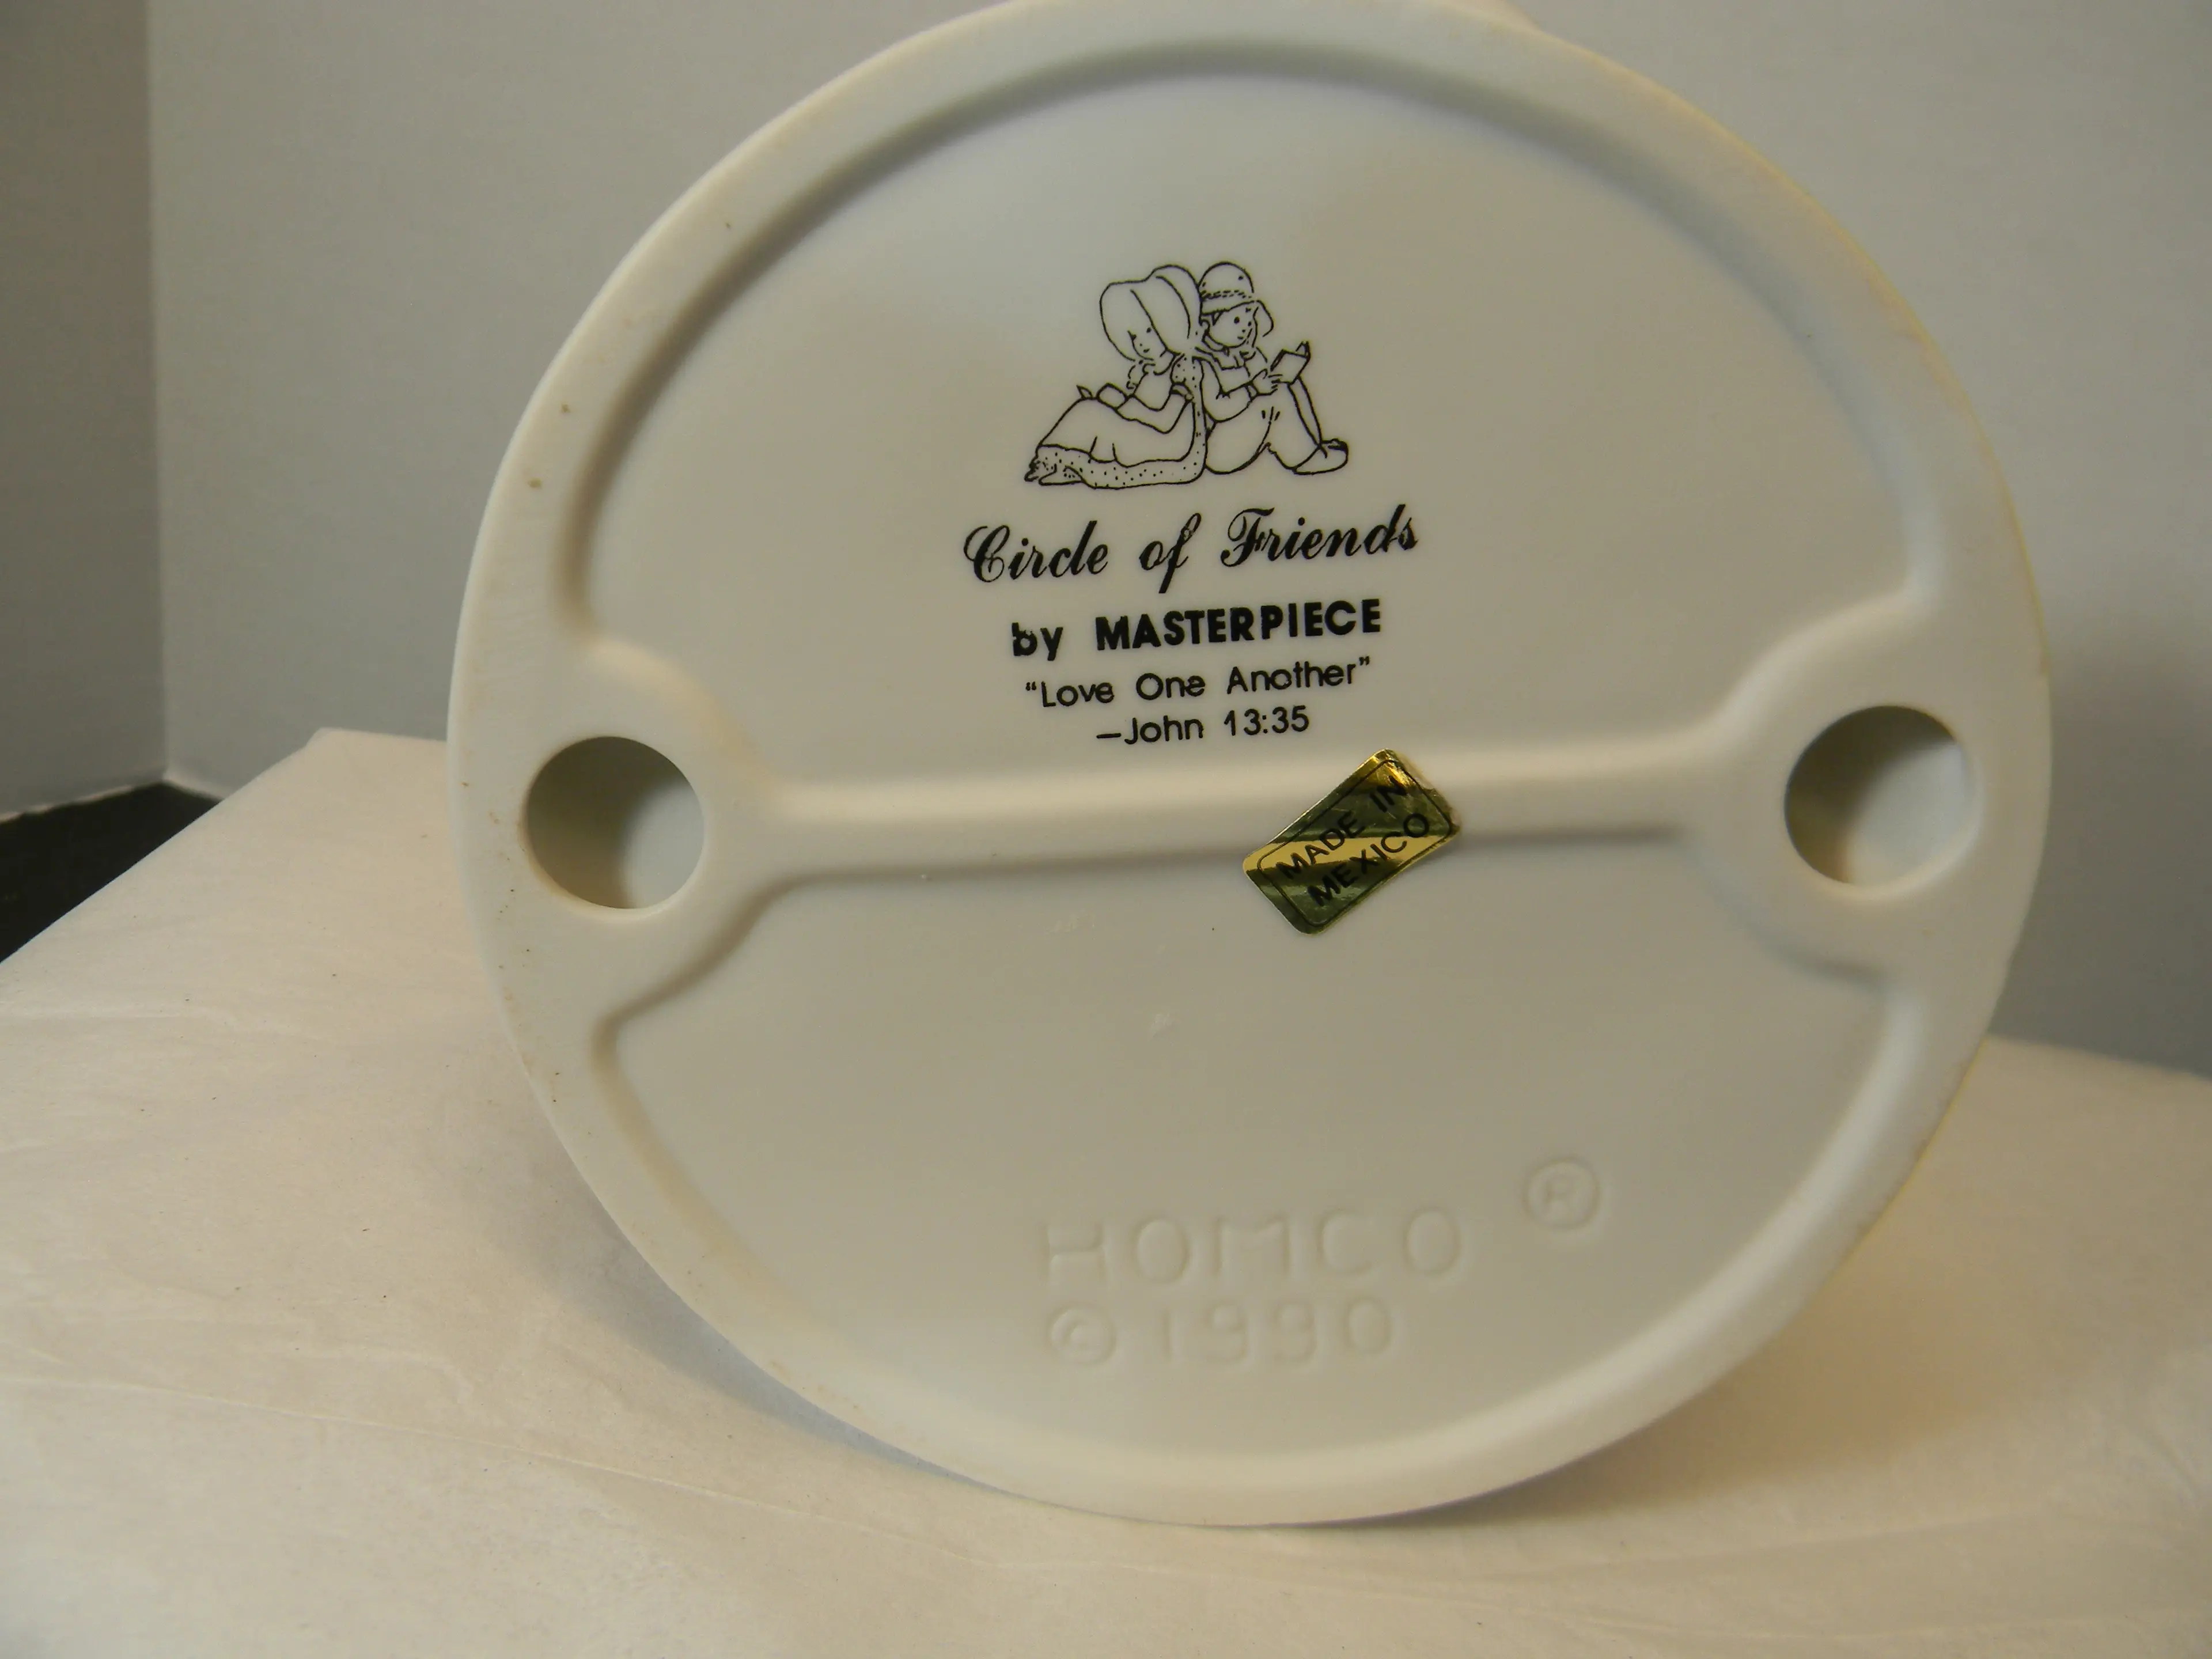 Circle of Friends
by MASTERPIECE
“Love One Another”
—John 13:35
MADE IN
MEXICO
HOMCO ®
©1990